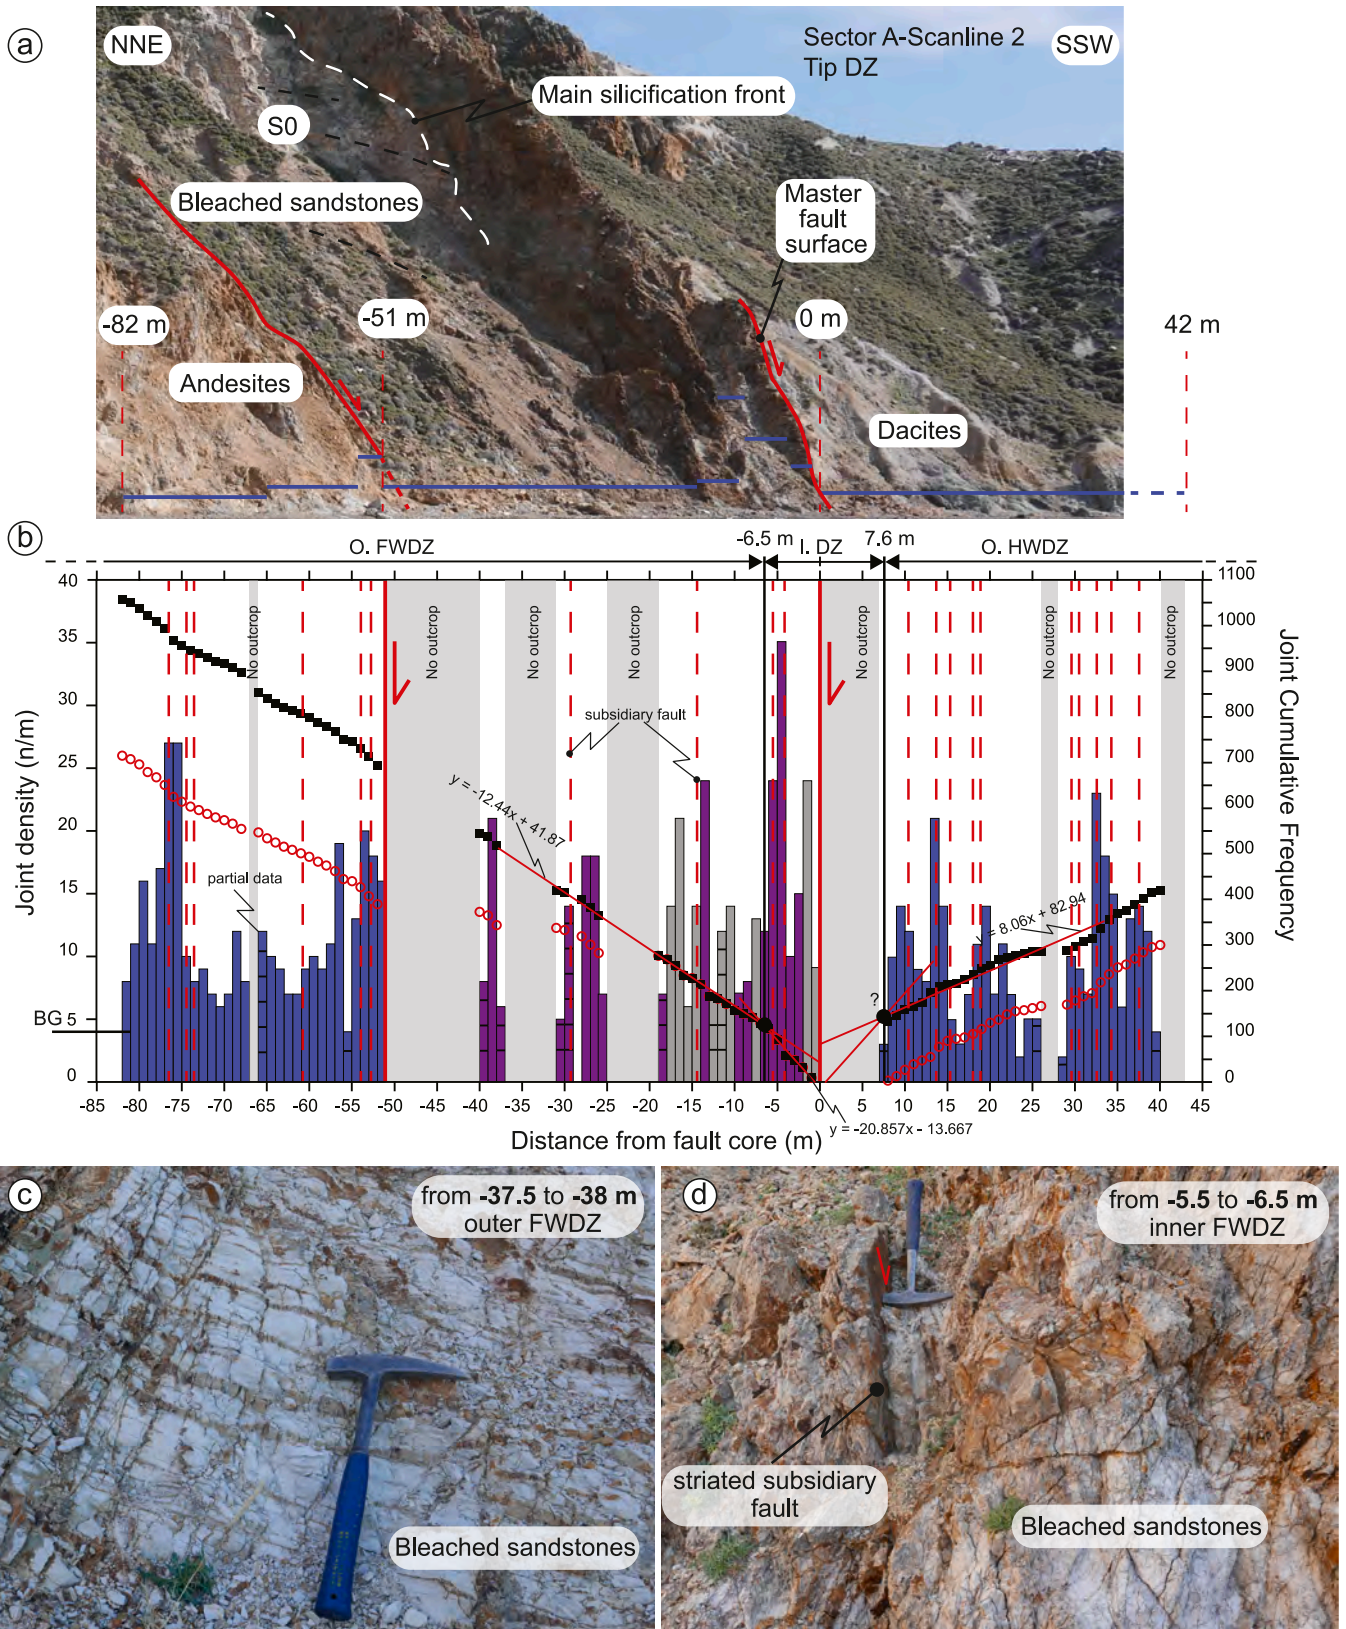 a
NNE
Sector A-Scanline 2
Tip DZ
SSW
Main silicification front
S0
Bleached sandstones
Master
fault
surface
-82 m
-51 m
0 m
42 m
Andesites
Dacites
b
O. FWDZ
-6.5 m
I. DZ
7.6 m
O. HWDZ
40
35
30
25
20
15
10
5
0
BG
Joint density (n/m)
1100
1000
900
800
700
600
500
400
300
200
100
0
Joint Cumulative Frequency
No outcrop
No outcrop
No outcrop
No outcrop
No outcrop
No outcrop
No outcrop
subsidiary fault
y = -12.44x + 41.87
partial data
y = 8.06x + 82.94
?
-85 -80 -75 -70 -65 -60 -55 -50 -45 -40 -35 -30 -25 -20 -15 -10 -5 0 5 10 15 20 25 30 35 40 45
y = -20.857x - 13.667
Distance from fault core (m)
c
from -37.5 to -38 m
outer FWDZ
Bleached sandstones
d
from -5.5 to -6.5 m
inner FWDZ
striated subsidiary
fault
Bleached sandstones